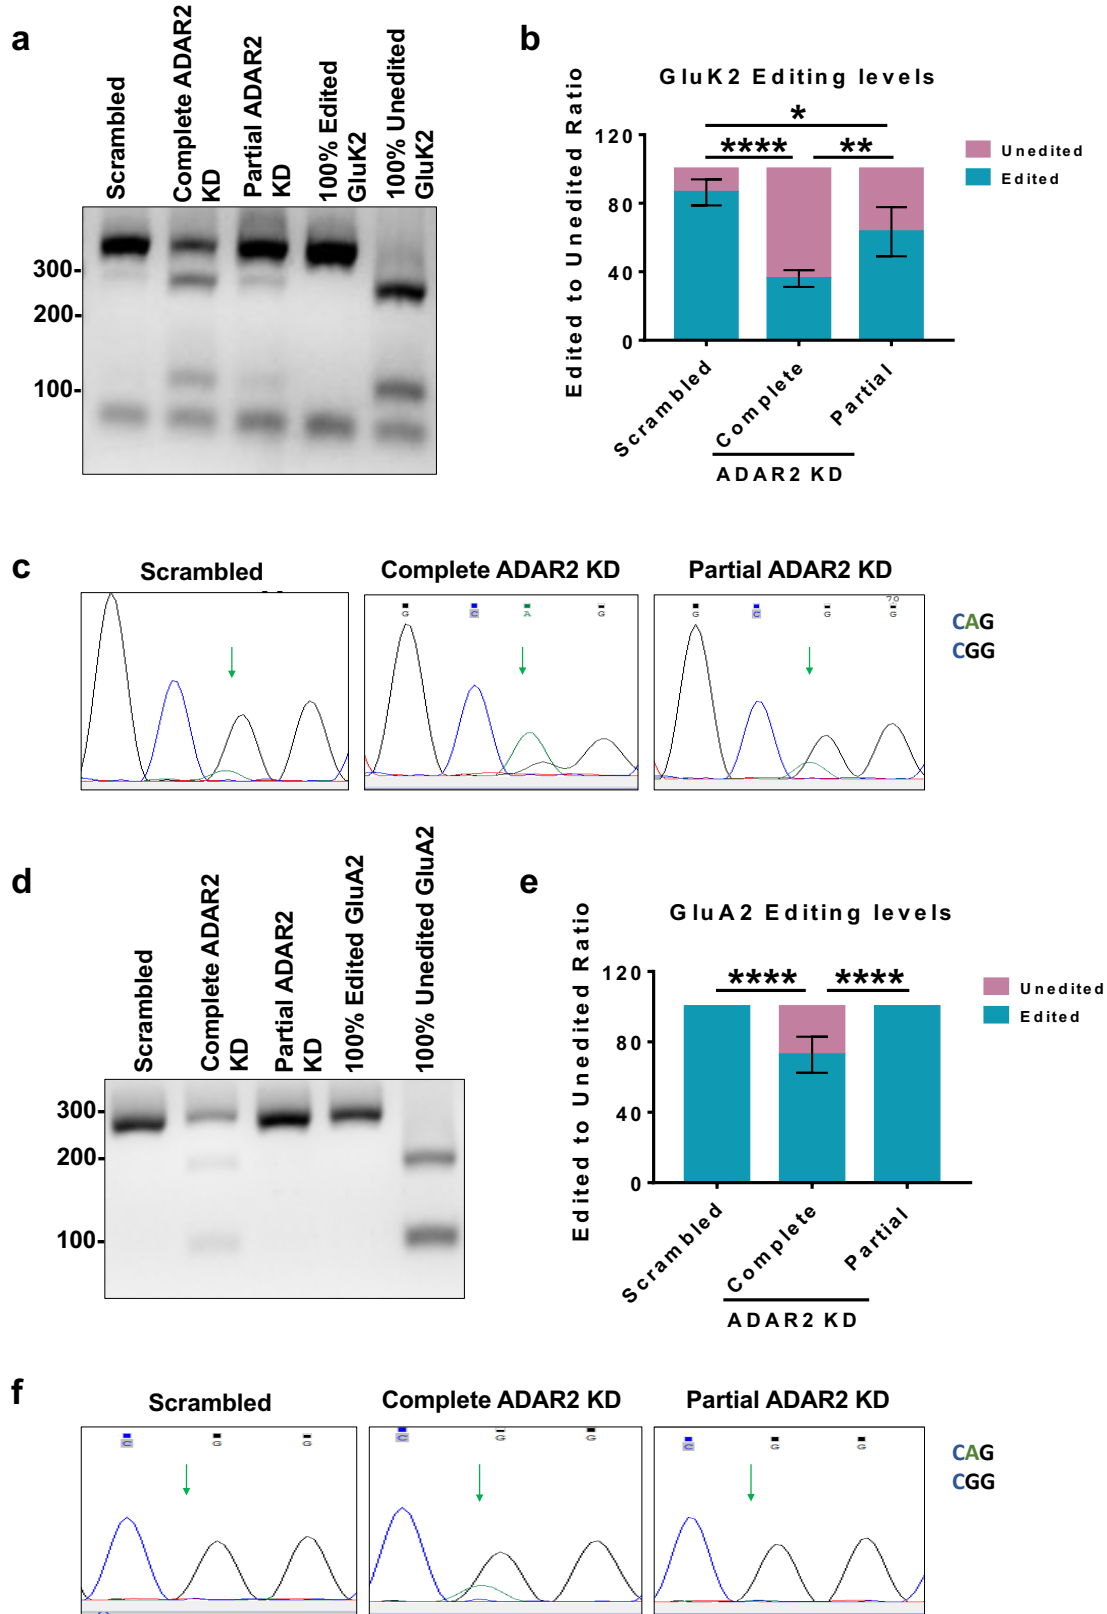 a
Scrambled
Complete ADAR2
KD
Partial ADAR2
KD
100% Edited
GluK2
100% Unedited
GluK2
300
200
100
b
GluK2 Editing levels
Edited to Unedited Ratio
120
80
40
0
*
**** **
Unedited
Edited
Scrambled
Complete
Partial
ADAR2 KD
c
Scrambled
Complete ADAR2 KD
Partial ADAR2 KD
G C A G
G C G G
CAG
CGG
d
Scrambled
Complete ADAR2
KD
Partial ADAR2
KD
100% Edited GluA2
100% Unedited GluA2
300
200
100
e
GluA2 Editing levels
Edited to Unedited Ratio
120
80
40
0
**** ****
Unedited
Edited
Scrambled
Complete
Partial
ADAR2 KD
f
Scrambled
Complete ADAR2 KD
Partial ADAR2 KD
C G G
C G G
C G G
CAG
CGG